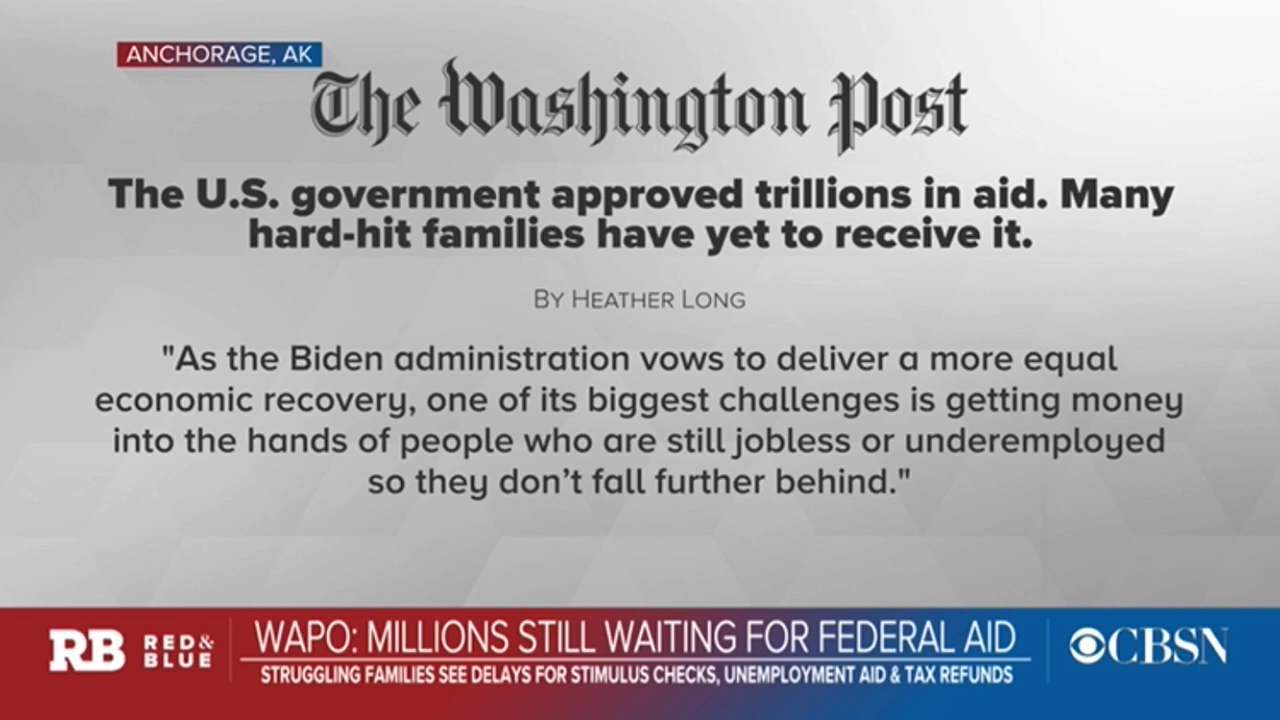 ANCHORAGE, AK
The Washington Post
The U.S. government approved trillions in aid. Many
hard-hit families have yet to receive it.
BY HEATHER LONG
"As the Biden administration vows to deliver a more equal
economic recovery, one of its biggest challenges is getting money
into the hands of people who are still jobless or underemployed
so they don’t fall further behind."
RB RED&
BLUE
WAPO: MILLIONS STILL WAITING FOR FEDERAL AID
STRUGGLING FAMILIES SEE DELAYS FOR STIMULUS CHECKS, UNEMPLOYMENT AID & TAX REFUNDS
CBSN